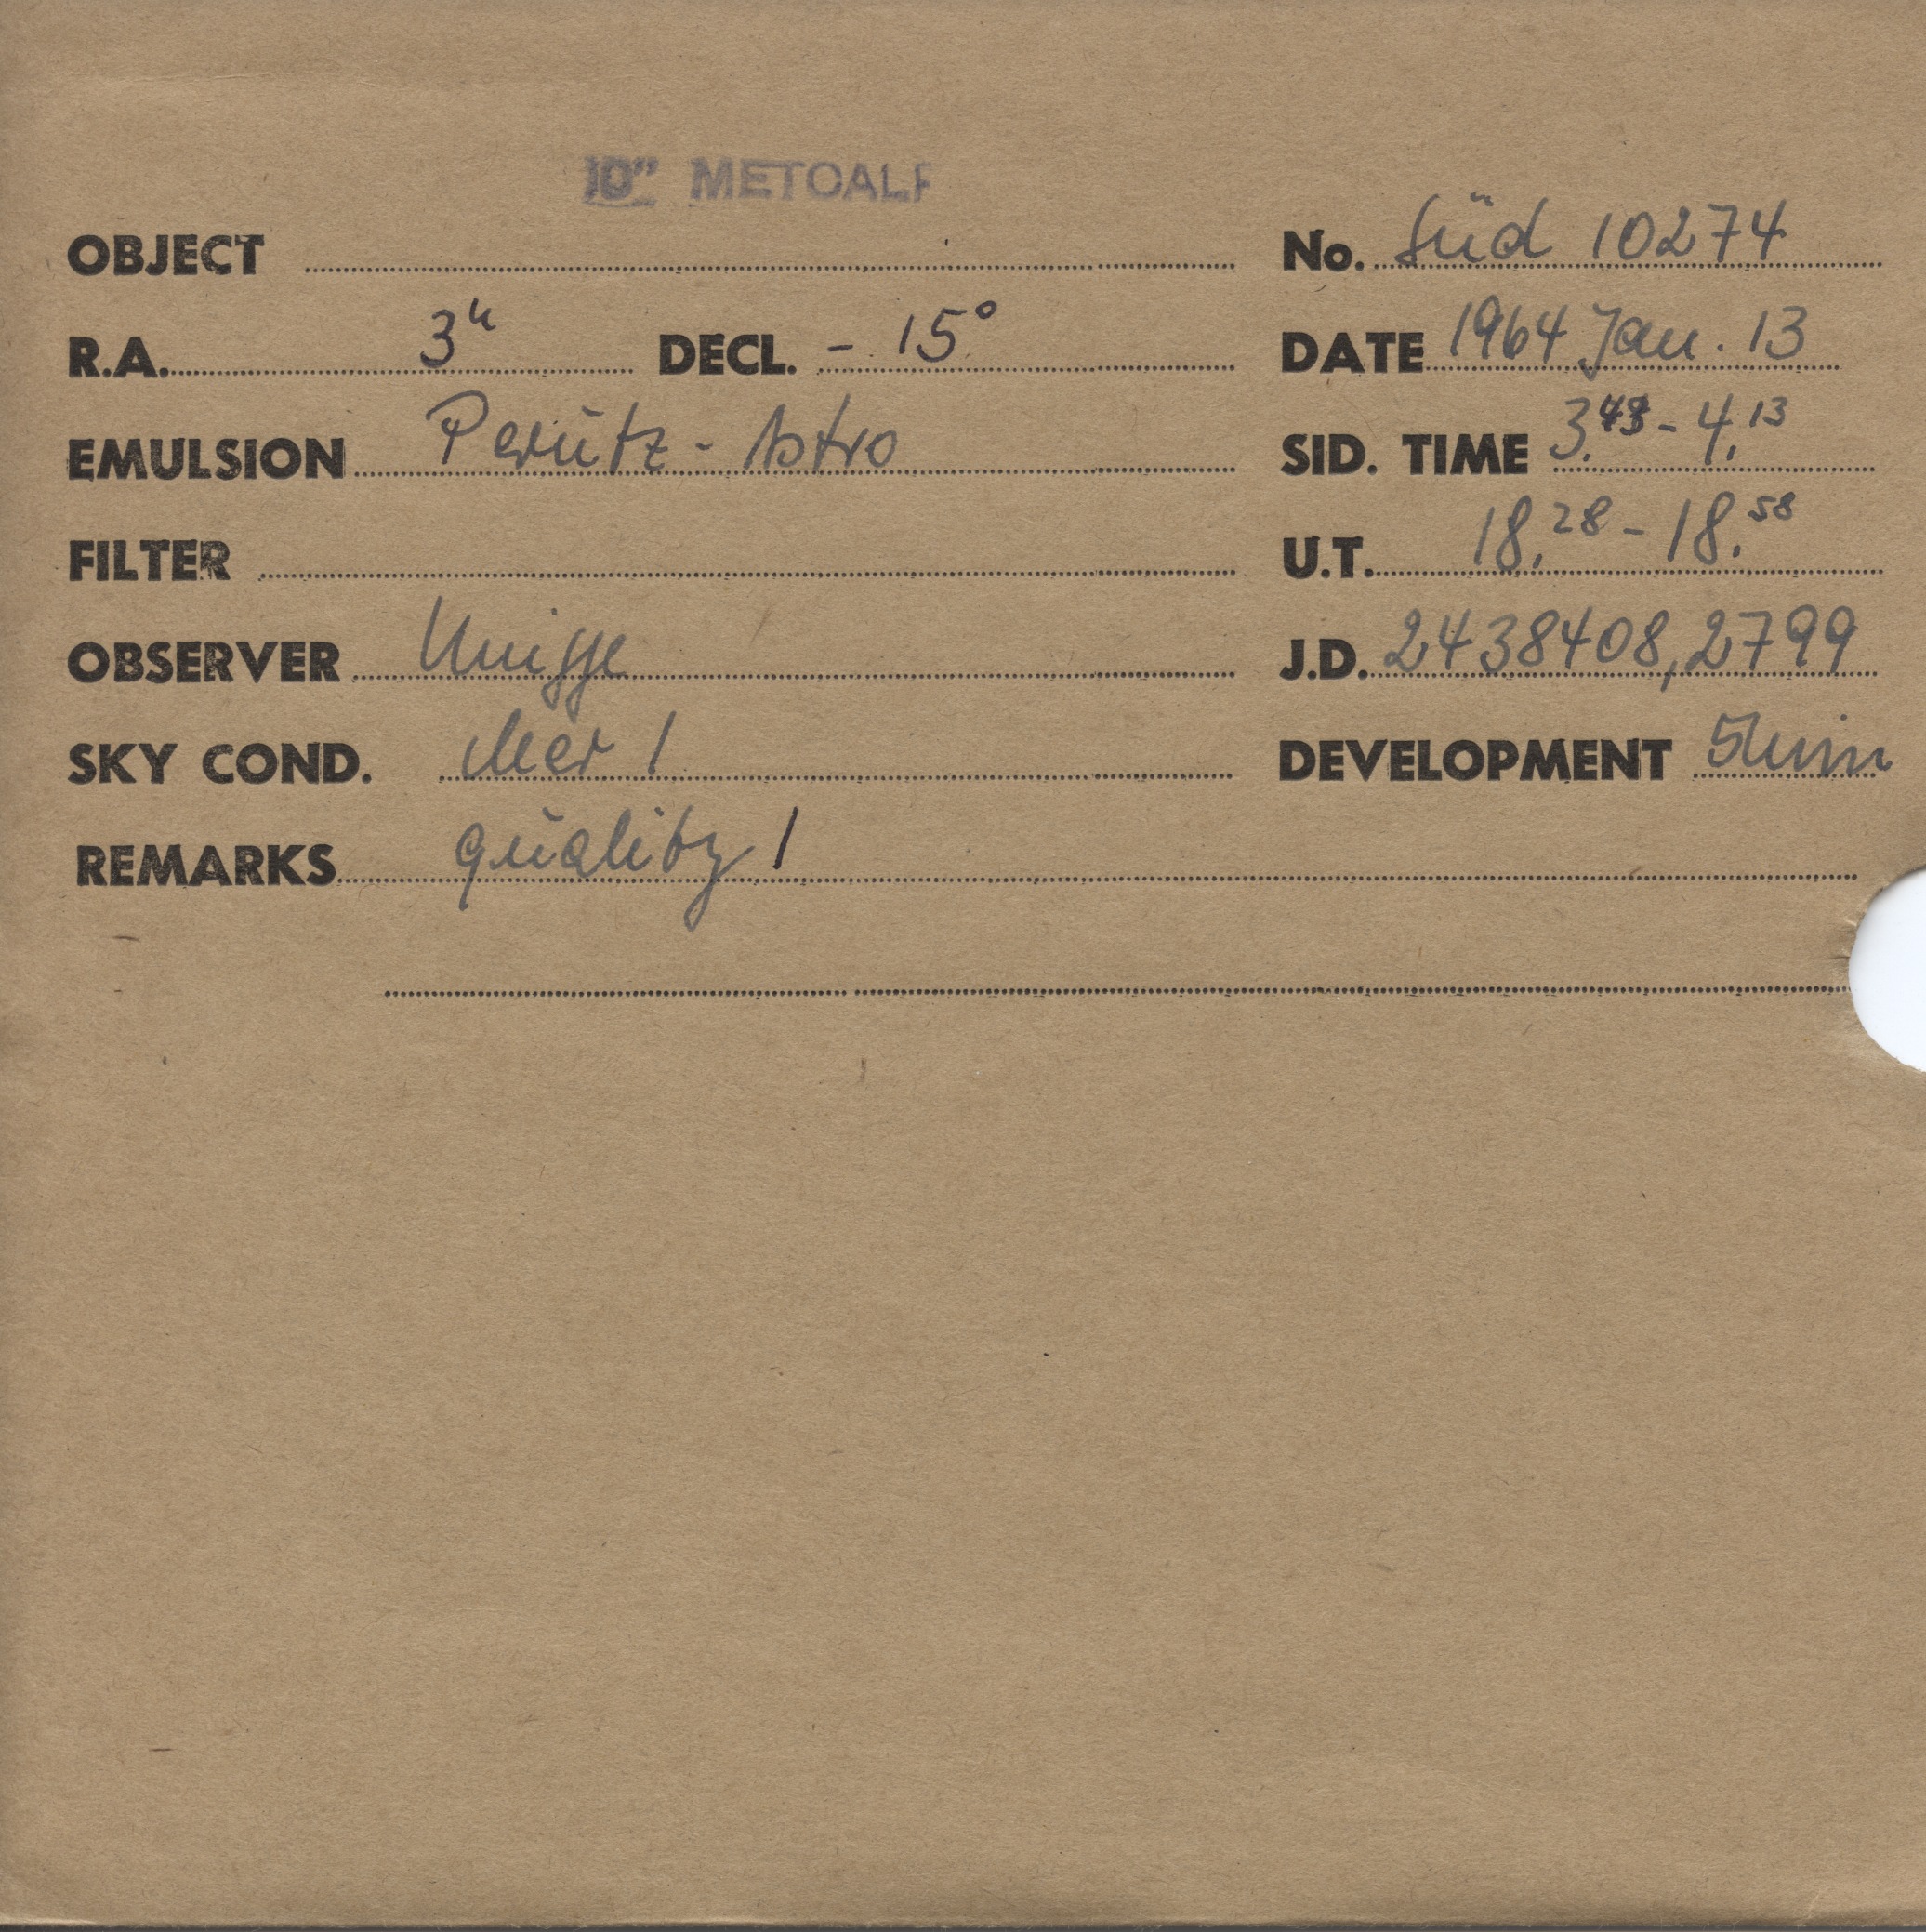 10" METCALF
OBJECT No. Süd 10274
R.A. 3h DECL. - 15° DATE 1964 Jan. 13
EMULSION Perutz - Astro SID. TIME 3.43 - 4.13
FILTER U.T. 18.28 - 18.58
OBSERVER J.D. 2438408,2799
SKY COND. clear 1 DEVELOPMENT 5 min
REMARKS quality 1